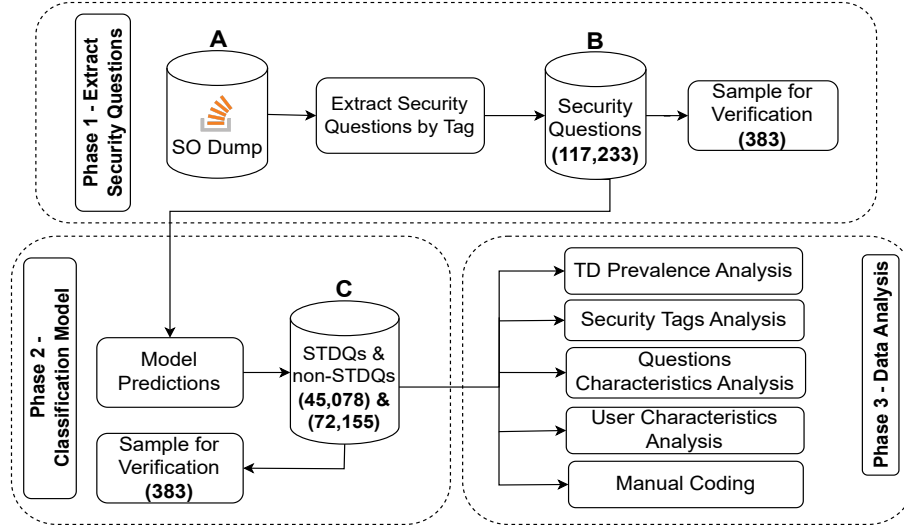 Phase 1 - Extract
Security Questions
A
SO Dump
Extract Security
Questions by Tag
B
Security
Questions
(117,233)
Sample for
Verification
(383)
Phase 2 -
Classification Model
Model
Predictions
C
STDQs &
non-STDQs
(45,078) &
(72,155)
Sample for
Verification
(383)
TD Prevalence Analysis
Security Tags Analysis
Questions
Characteristics Analysis
User Characteristics
Analysis
Manual Coding
Phase 3 - Data Analysis